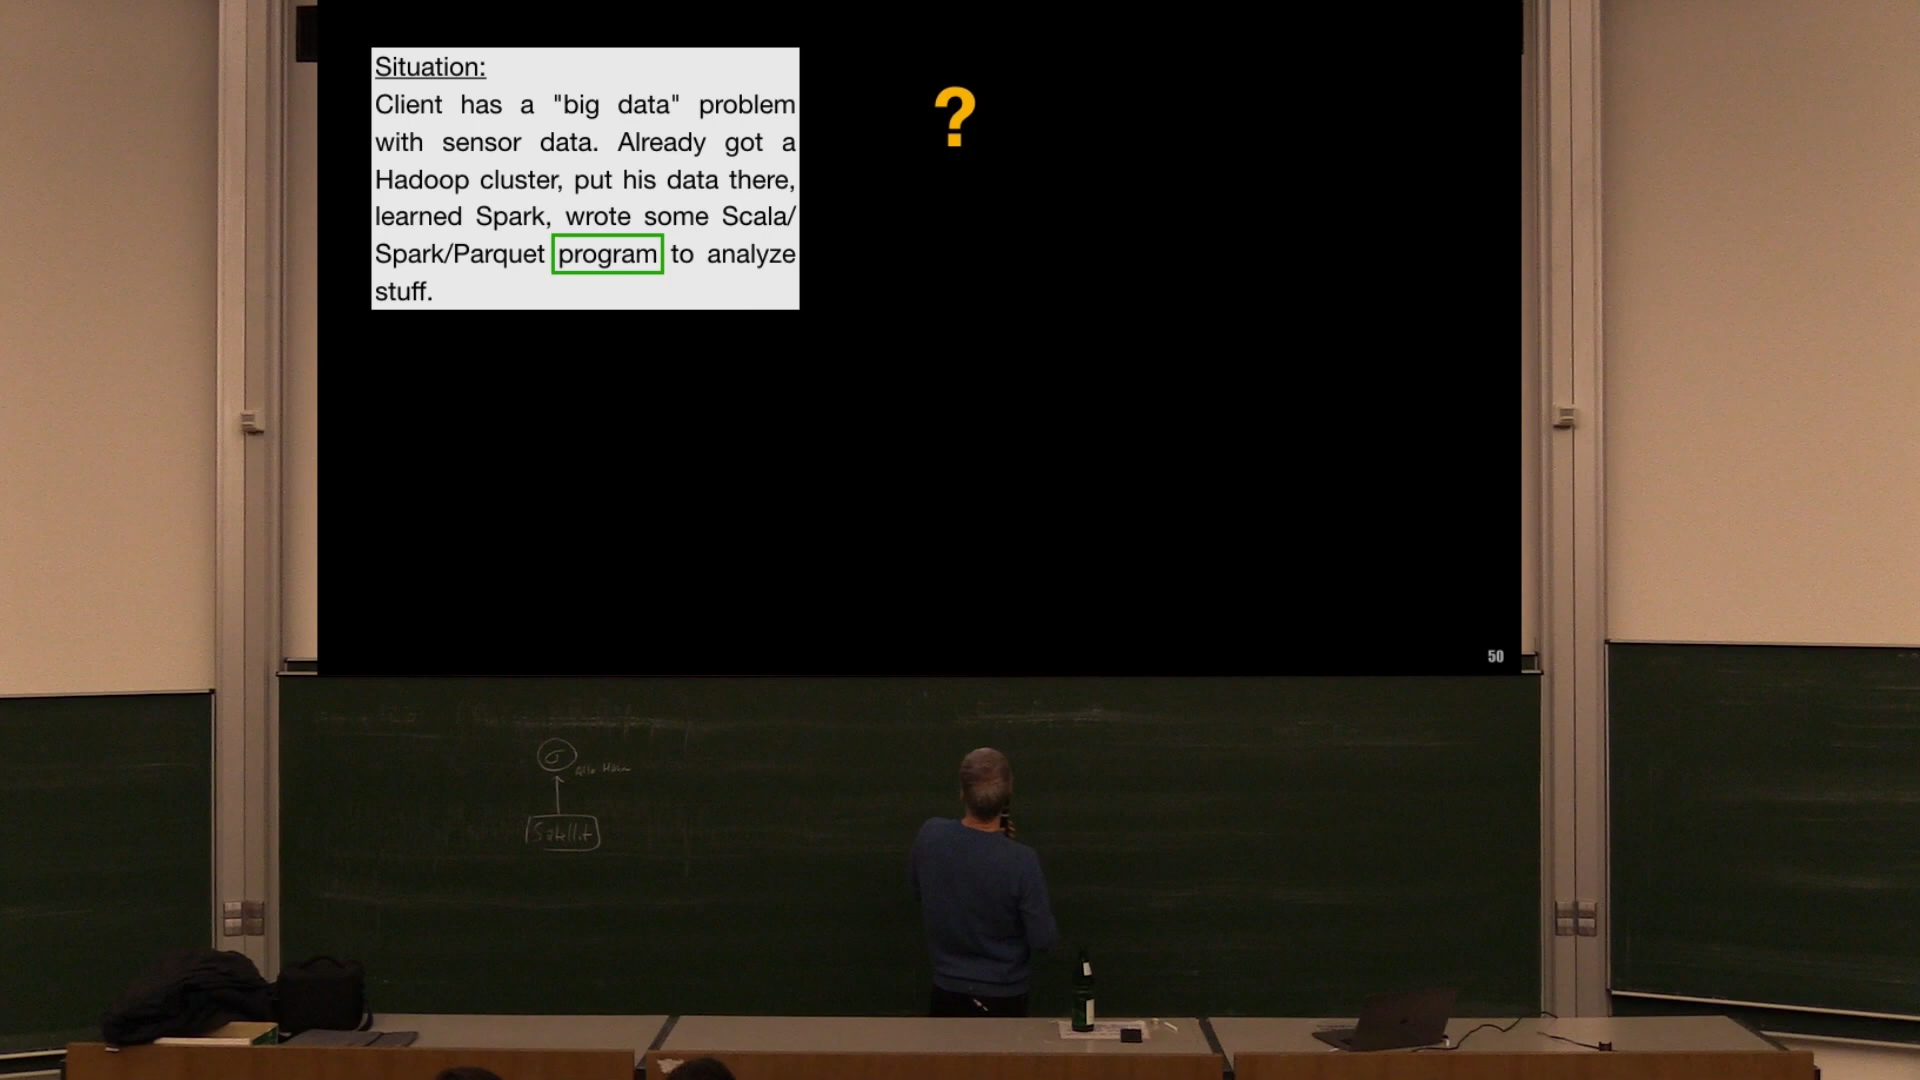 Situation:
Client has a "big data" problem
with sensor data. Already got a
Hadoop cluster, put his data there,
learned Spark, wrote some Scala/
Spark/Parquet program to analyze
stuff.
?
50
σ
Satellit